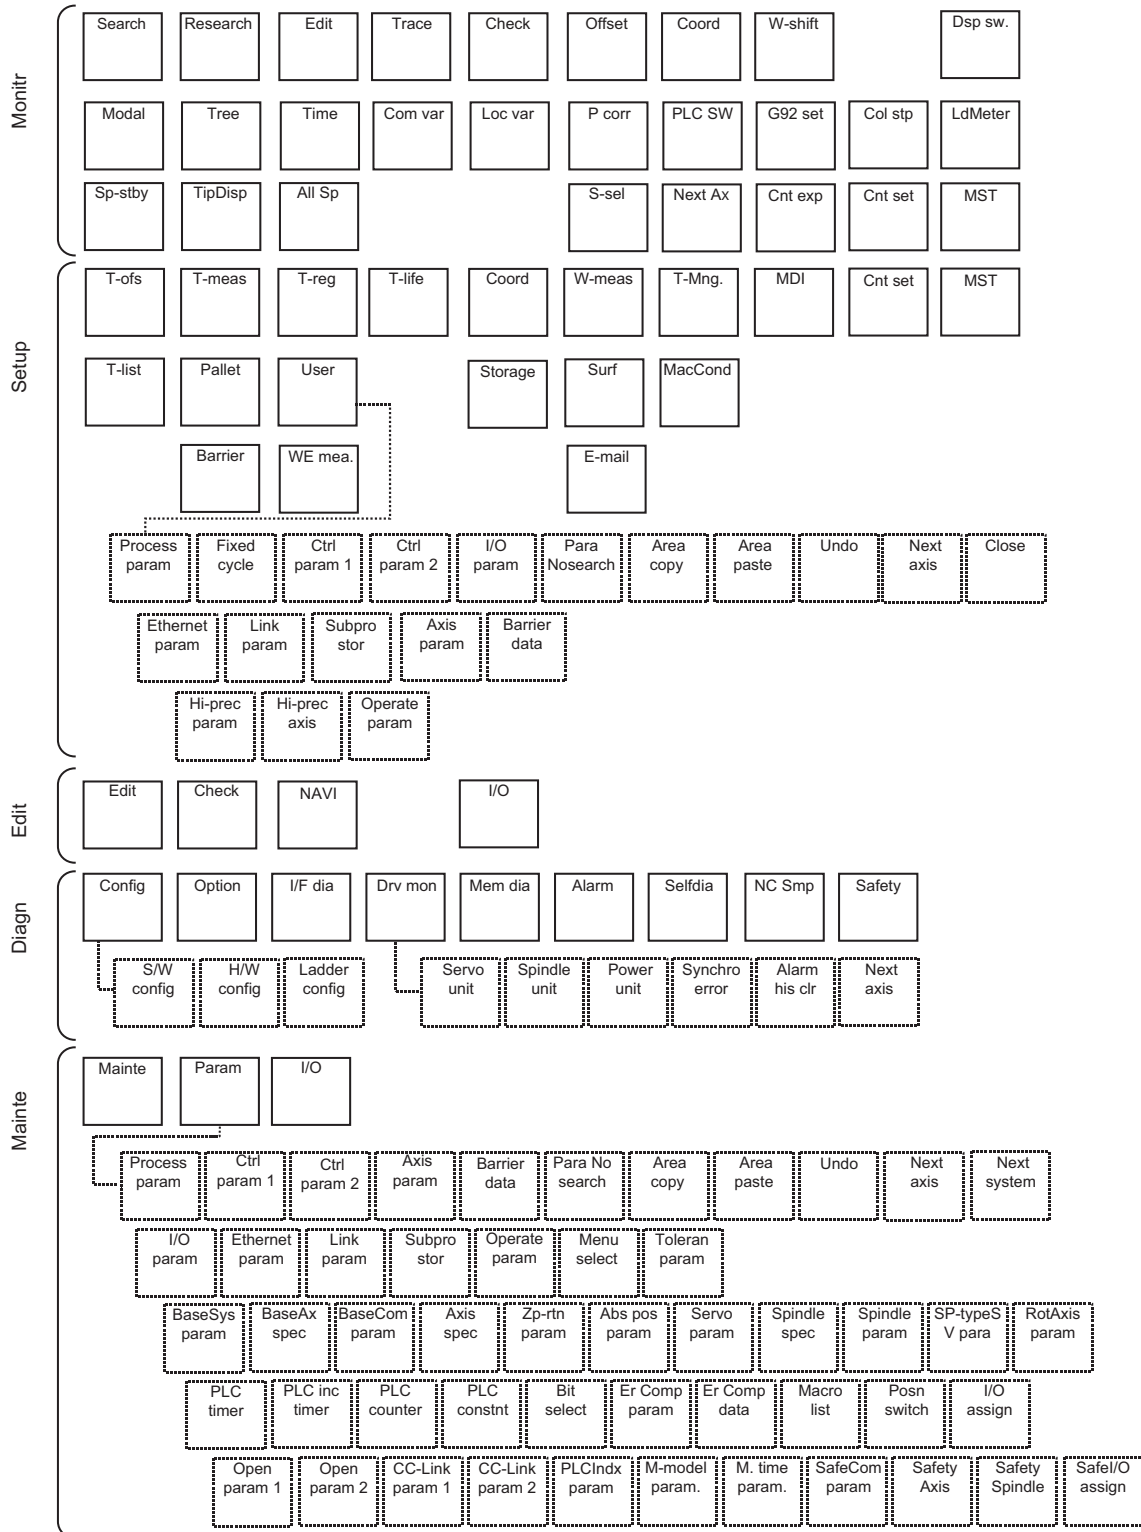 Monitr
Search Research Edit Trace Check Offset Coord W-shift Dsp sw.
Modal Tree Time Com var Loc var P corr PLC SW G92 set Col stp LdMeter
Sp-stby TipDisp All Sp S-sel Next Ax Cnt exp Cnt set MST
Setup
T-ofs T-meas T-reg T-life Coord W-meas T-Mng. MDI Cnt set MST
T-list Pallet User Storage Surf MacCond
Barrier WE mea. E-mail
Process Fixed Ctrl Ctrl I/O Para Area Area Undo Next Close
param cycle param 1 param 2 param Nosearch copy paste axis
Ethernet Link Subpro Axis Barrier
param param stor param data
Hi-prec Hi-prec Operate
param axis param
Edit
Edit Check NAVI I/O
Diagn
Config Option I/F dia Drv mon Mem dia Alarm Selfdia NC Smp Safety
S/W H/W Ladder Servo Spindle Power Synchro Alarm Next
config config config unit unit unit error his clr axis
Mainte
Mainte Param I/O
Process Ctrl Ctrl Axis Barrier Para No Area Area Undo Next Next
param param 1 param 2 param data search copy paste axis system
I/O Ethernet Link Subpro Operate Menu Toleran
param param param stor param select param
BaseSys BaseAx BaseCom Axis Zp-rtn Abs pos Servo Spindle Spindle SP-typeS RotAxis
param spec param spec param param param spec param V para param
PLC PLC inc PLC PLC Bit Er Comp Er Comp Macro Posn I/O
timer timer counter constnt select param data list switch assign
Open Open CC-Link CC-Link PLCIndx M-model M. time SafeCom Safety Safety SafeI/O
param 1 param 2 param 1 param 2 param param. param. param Axis Spindle assign